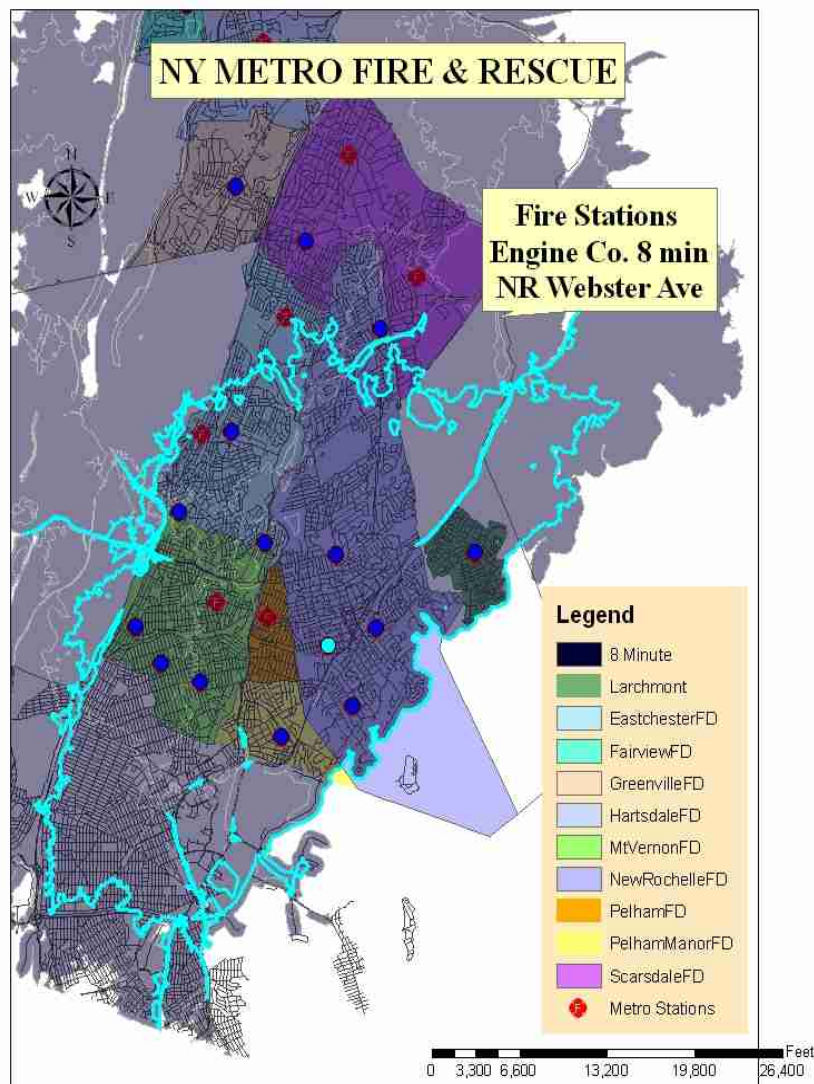 NY METRO FIRE & RESCUE
N
W
E
S
Fire Stations
Engine Co. 8 min
NR Webster Ave
Legend
8 Minute
Larchmont
EastchesterFD
FairviewFD
GreenvilleFD
HartsdaleFD
MtVernonFD
NewRochelleFD
PelhamFD
PelhamManorFD
ScarsdaleFD
F Metro Stations
Feet
0 3,300 6,600 13,200 19,800 26,400